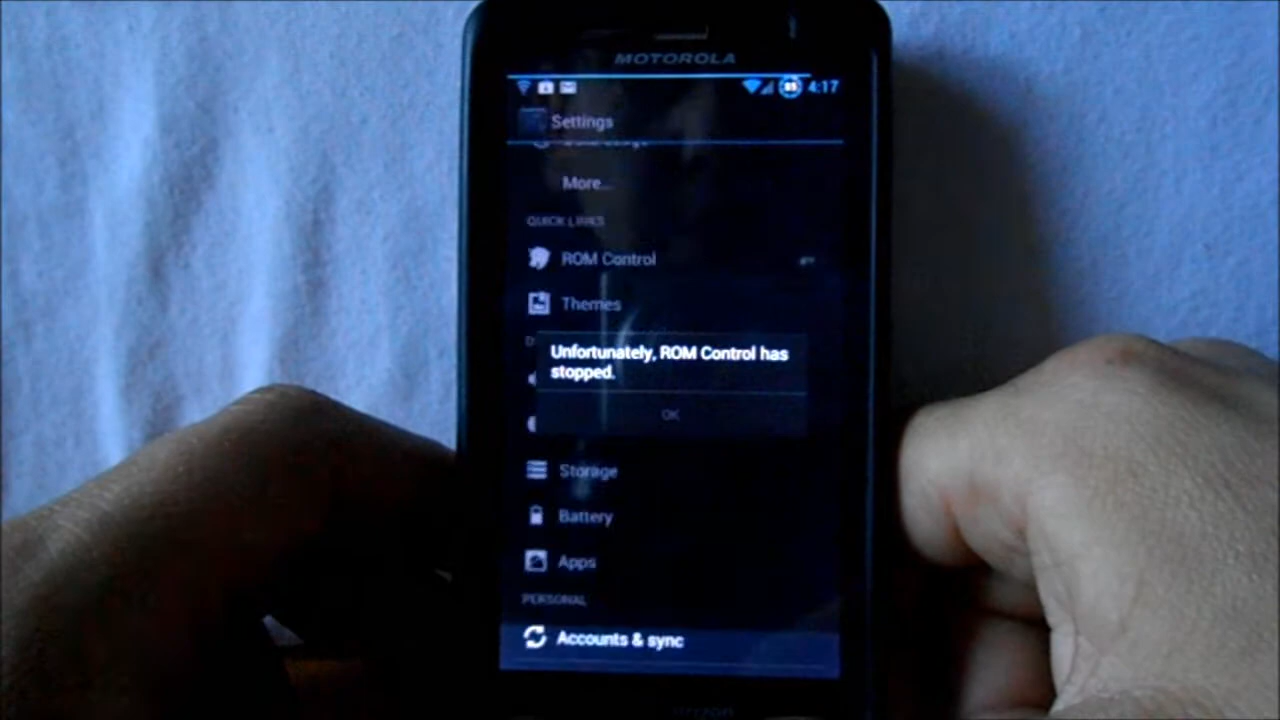 MOTOROLA
4:17
Settings
More...
QUICK LINKS
ROM Control
Themes
Unfortunately, ROM Control has
stopped.
OK
Storage
Battery
Apps
PERSONAL
Accounts & sync